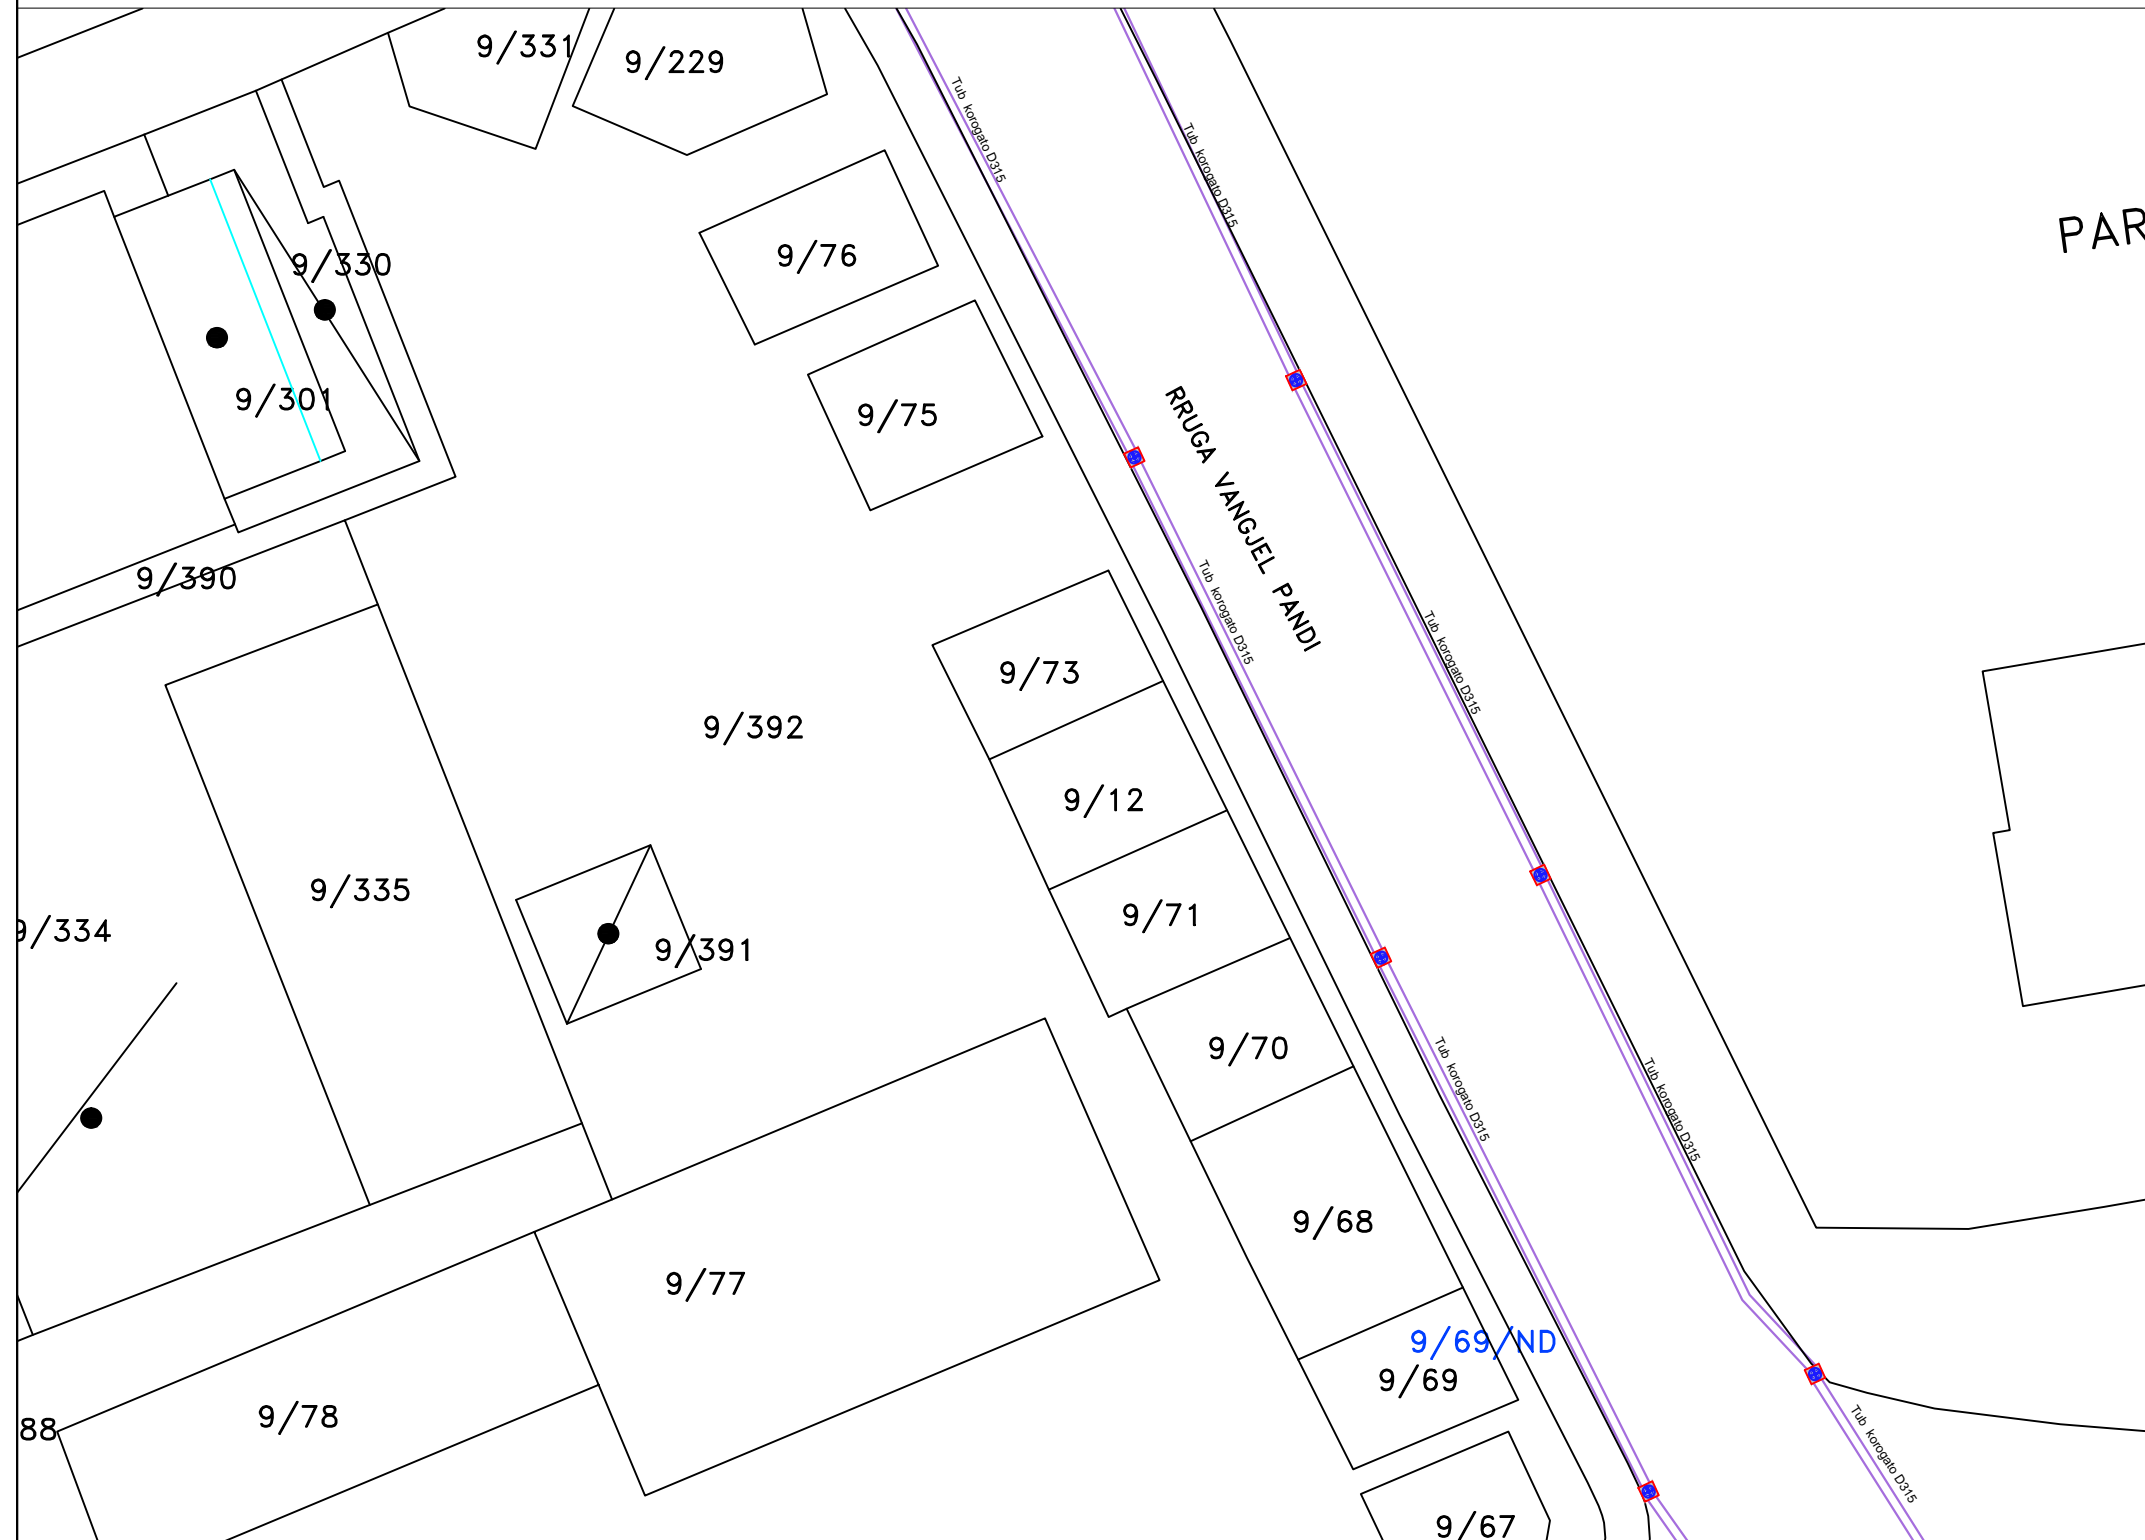 9/331
9/229
Tub korogato D315
Tub korogato D315
PAR
9/76
9/330
9/301
9/75
RRUGA VANGJEL PANDI
9/390
Tub korogato D315
Tub korogato D315
9/73
9/392
9/12
9/335
9/71
9/334
9/391
9/70
Tub korogato D315
Tub korogato D315
9/68
9/77
9/69/ND
9/69
9/78
88
Tub korogato D315
9/67